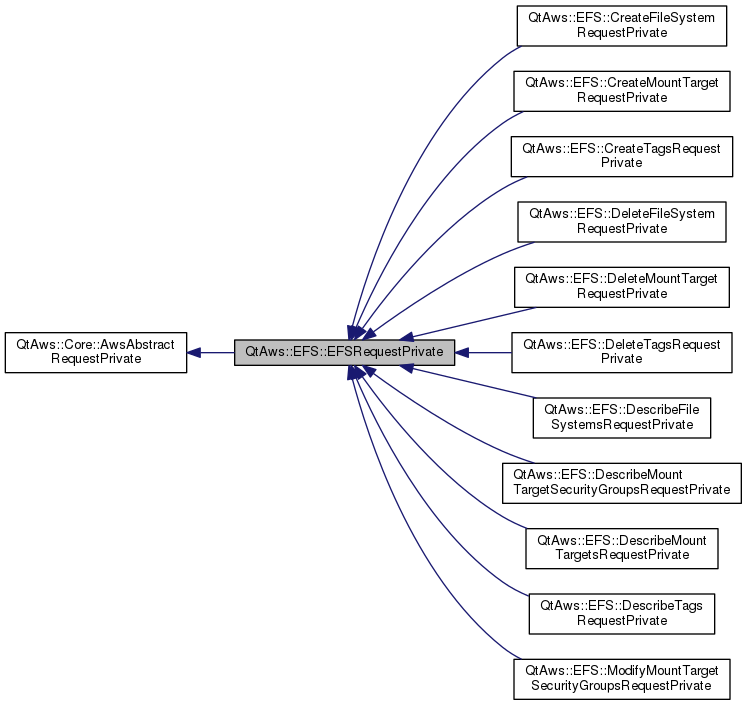 QtAws::Core::AwsAbstract
RequestPrivate
QtAws::EFS::EFSRequestPrivate
QtAws::EFS::CreateFileSystem
RequestPrivate
QtAws::EFS::CreateMountTarget
RequestPrivate
QtAws::EFS::CreateTagsRequest
Private
QtAws::EFS::DeleteFileSystem
RequestPrivate
QtAws::EFS::DeleteMountTarget
RequestPrivate
QtAws::EFS::DeleteTagsRequest
Private
QtAws::EFS::DescribeFile
SystemsRequestPrivate
QtAws::EFS::DescribeMount
TargetSecurityGroupsRequestPrivate
QtAws::EFS::DescribeMount
TargetsRequestPrivate
QtAws::EFS::DescribeTags
RequestPrivate
QtAws::EFS::ModifyMountTarget
SecurityGroupsRequestPrivate